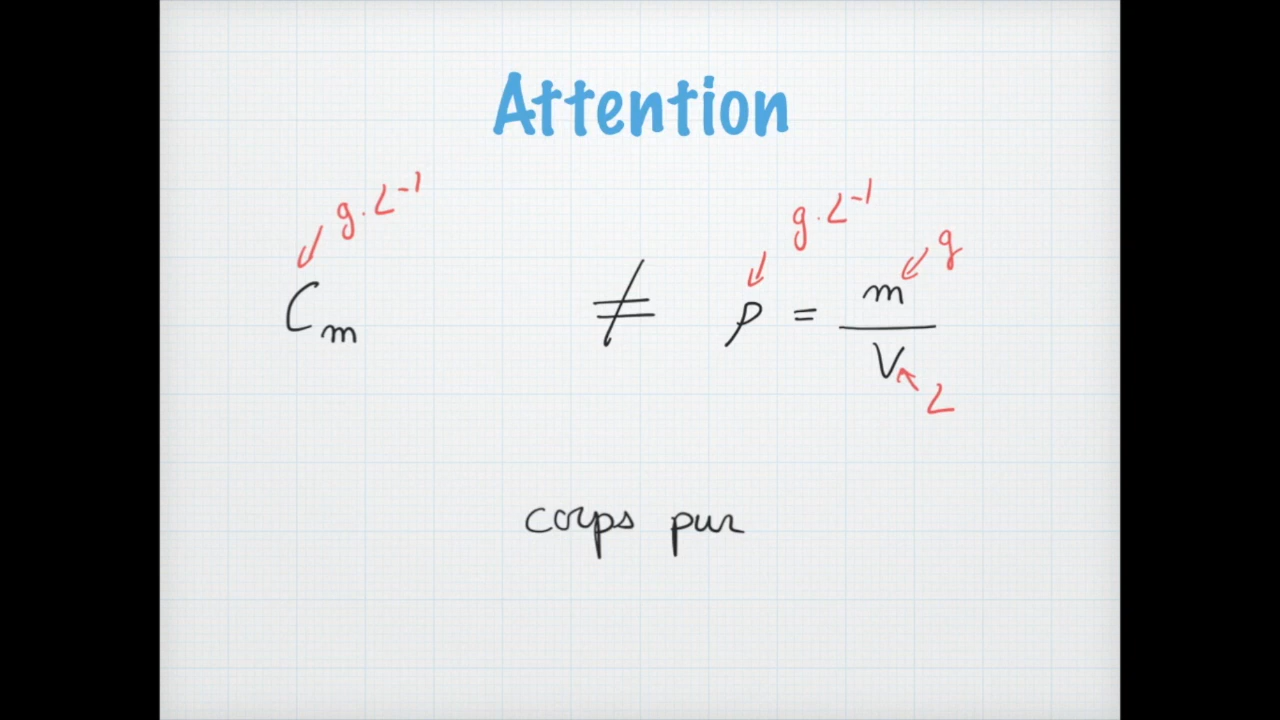 Attention
g·L⁻¹
g·L⁻¹
g
Cm ≠ ρ = m/V
L
corps pur